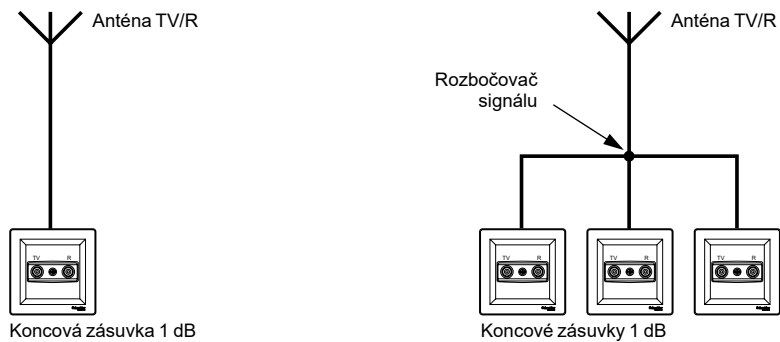 Anténa TV/R
Anténa TV/R
Rozbočovač
signálu
TV R
TV R
TV R
TV R
Koncová zásuvka 1 dB
Koncové zásuvky 1 dB